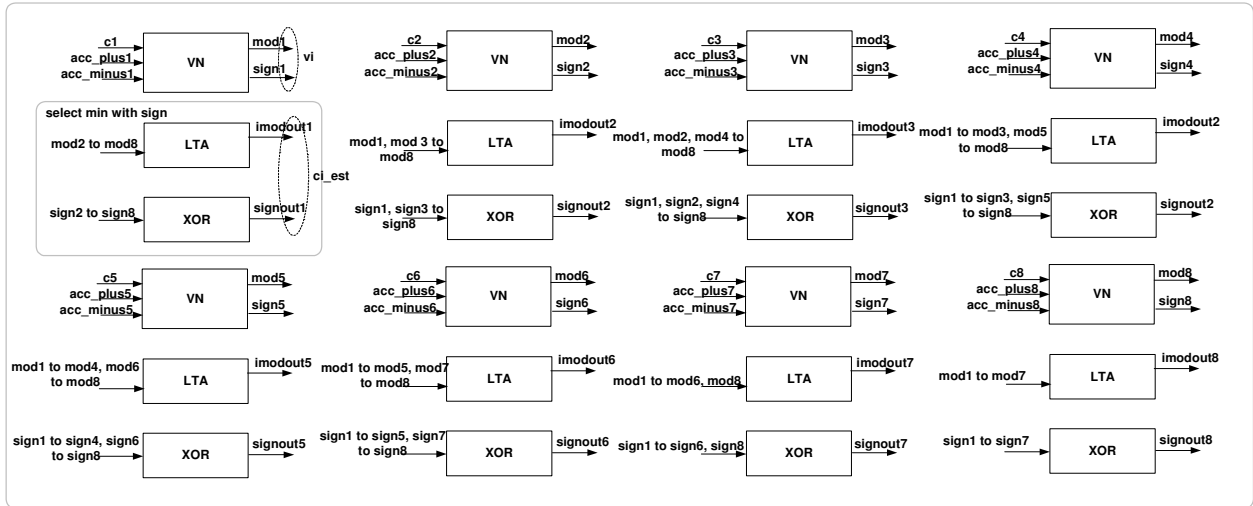 c1
acc_plus1
acc_minus1
VN
mod1
sign1
vi
c2
acc_plus2
acc_minus2
VN
mod2
sign2
c3
acc_plus3
acc_minus3
VN
mod3
sign3
c4
acc_plus4
acc_minus4
VN
mod4
sign4
select min with sign
mod2 to mod8
LTA
imodout1
ci_est
mod1, mod 3 to
mod8
LTA
imodout2
mod1, mod2, mod4 to
mod8
LTA
imodout3
mod1 to mod3, mod5
to mod8
LTA
imodout2
sign2 to sign8
XOR
signout1
sign1, sign3 to
sign8
XOR
signout2
sign1, sign2, sign4
to sign8
XOR
signout3
sign1 to sign3, sign5
to sign8
XOR
signout2
c5
acc_plus5
acc_minus5
VN
mod5
sign5
c6
acc_plus6
acc_minus6
VN
mod6
sign6
c7
acc_plus7
acc_minus7
VN
mod7
sign7
c8
acc_plus8
acc_minus8
VN
mod8
sign8
mod1 to mod4, mod6
to mod8
LTA
imodout5
mod1 to mod5, mod7
to mod8
LTA
imodout6
mod1 to mod6, mod8
LTA
imodout7
mod1 to mod7
LTA
imodout8
sign1 to sign4, sign6
to sign8
XOR
signout5
sign1 to sign5, sign7
to sign8
XOR
signout6
sign1 to sign6, sign8
XOR
signout7
sign1 to sign7
XOR
signout8